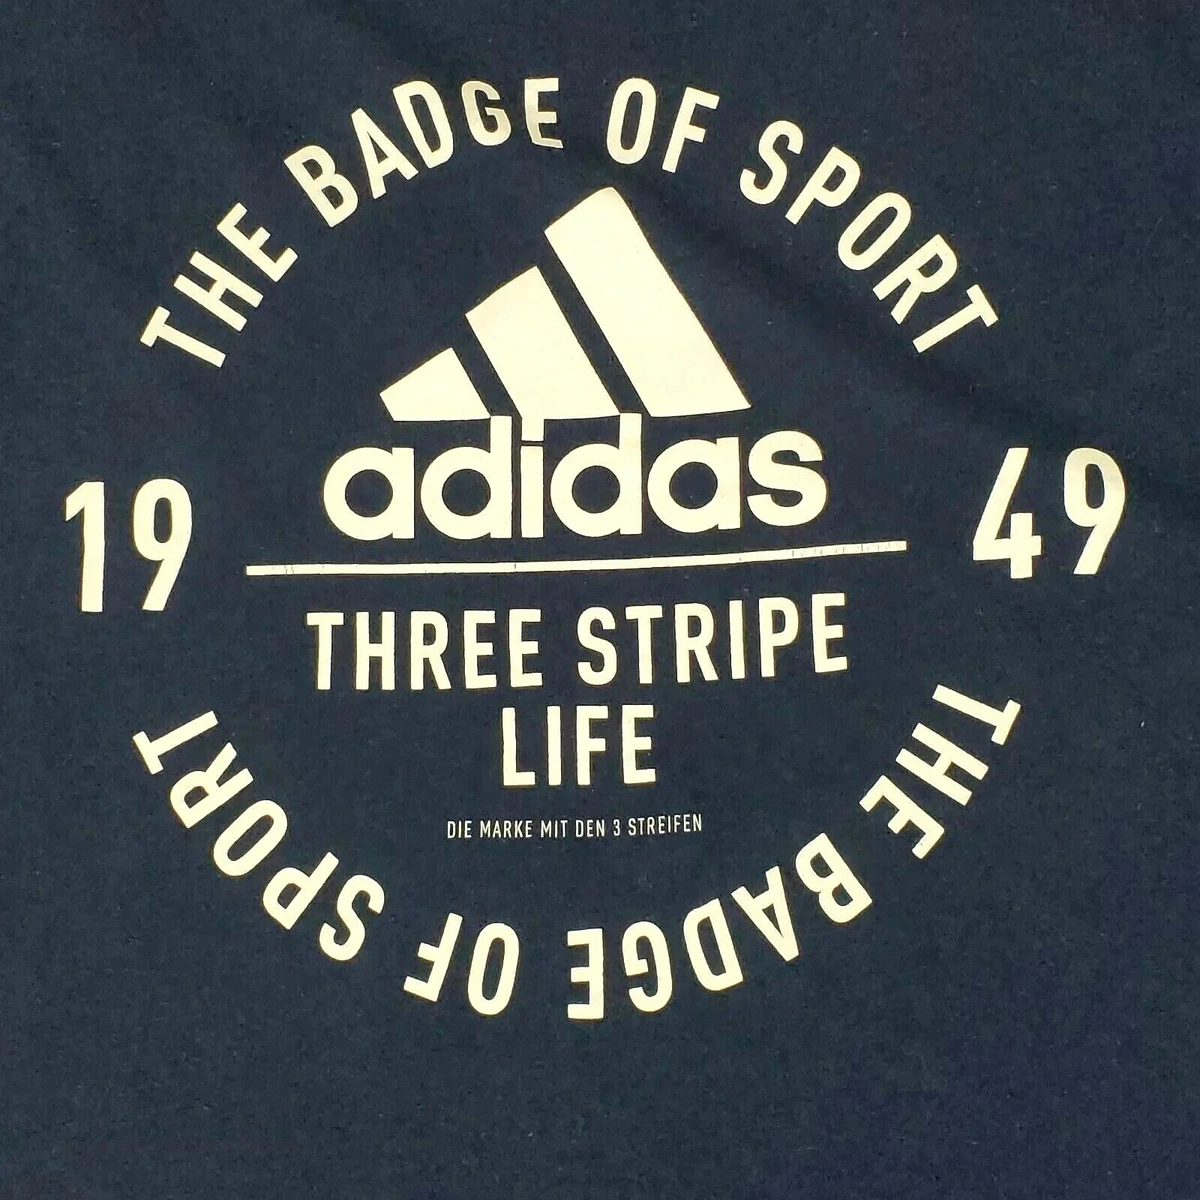 THE BADGE OF SPORT
adidas
19 49
THREE STRIPE
LIFE
DIE MARKE MIT DEN 3 STREIFEN
THE BADGE OF SPORT